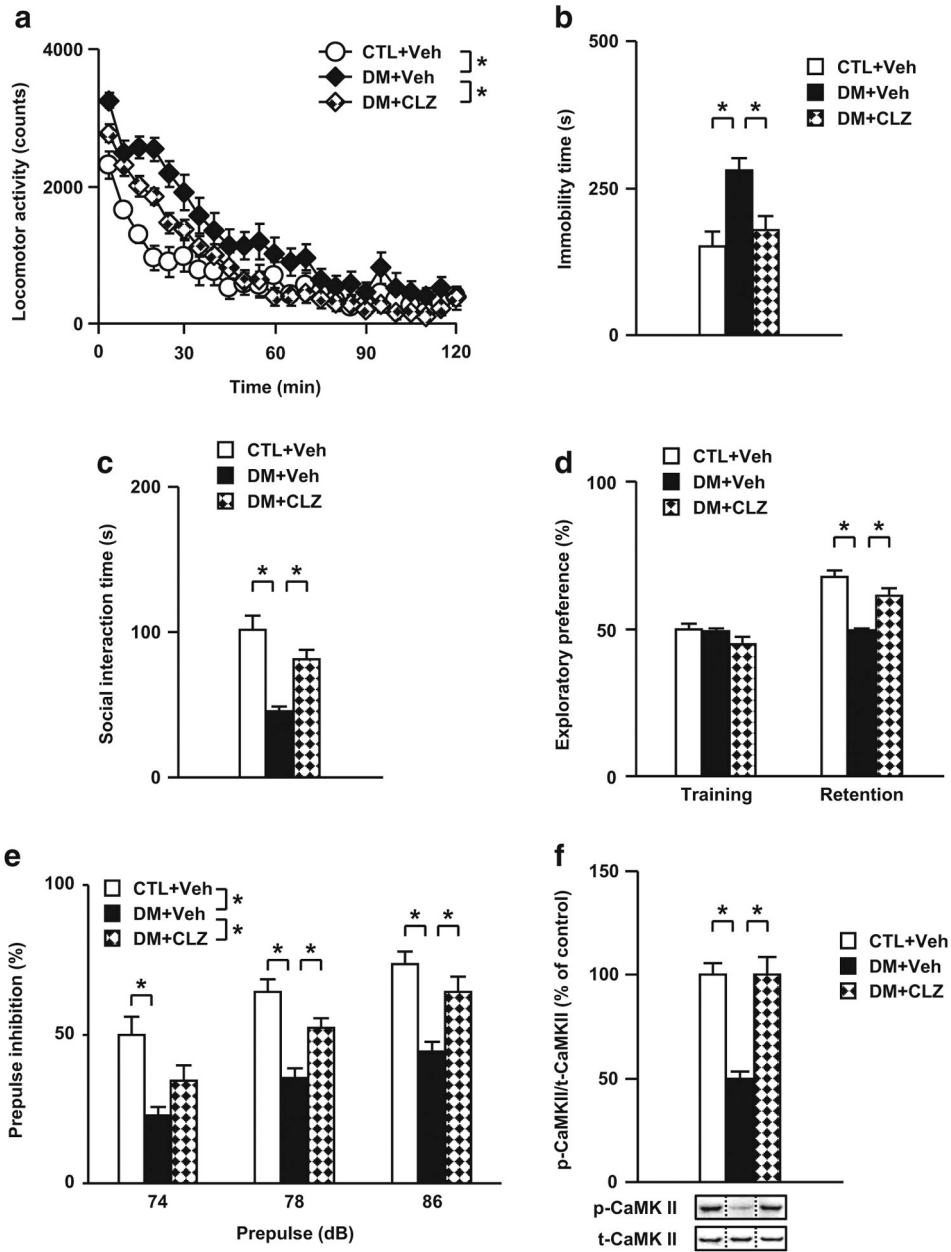 a
4000
2000
0
Locomotor activity (counts)
0 30 60 90 120
Time (min)
CTL+Veh
*
DM+Veh
*
DM+CLZ
b
500
250
0
Immobility time (s)
* *
CTL+Veh
DM+Veh
DM+CLZ
c
CTL+Veh
DM+Veh
DM+CLZ
200
100
0
Social interaction time (s)
* *
d
CTL+Veh
DM+Veh
DM+CLZ
100
50
0
Exploratory preference (%)
* *
Training Retention
e
100
50
0
Prepulse inhibition (%)
CTL+Veh
*
DM+Veh
*
DM+CLZ
*
* *
* *
74 78 86
Prepulse (dB)
f
150
100
50
0
p-CaMKII/t-CaMKII (% of control)
* *
CTL+Veh
DM+Veh
DM+CLZ
p-CaMK II
t-CaMK II